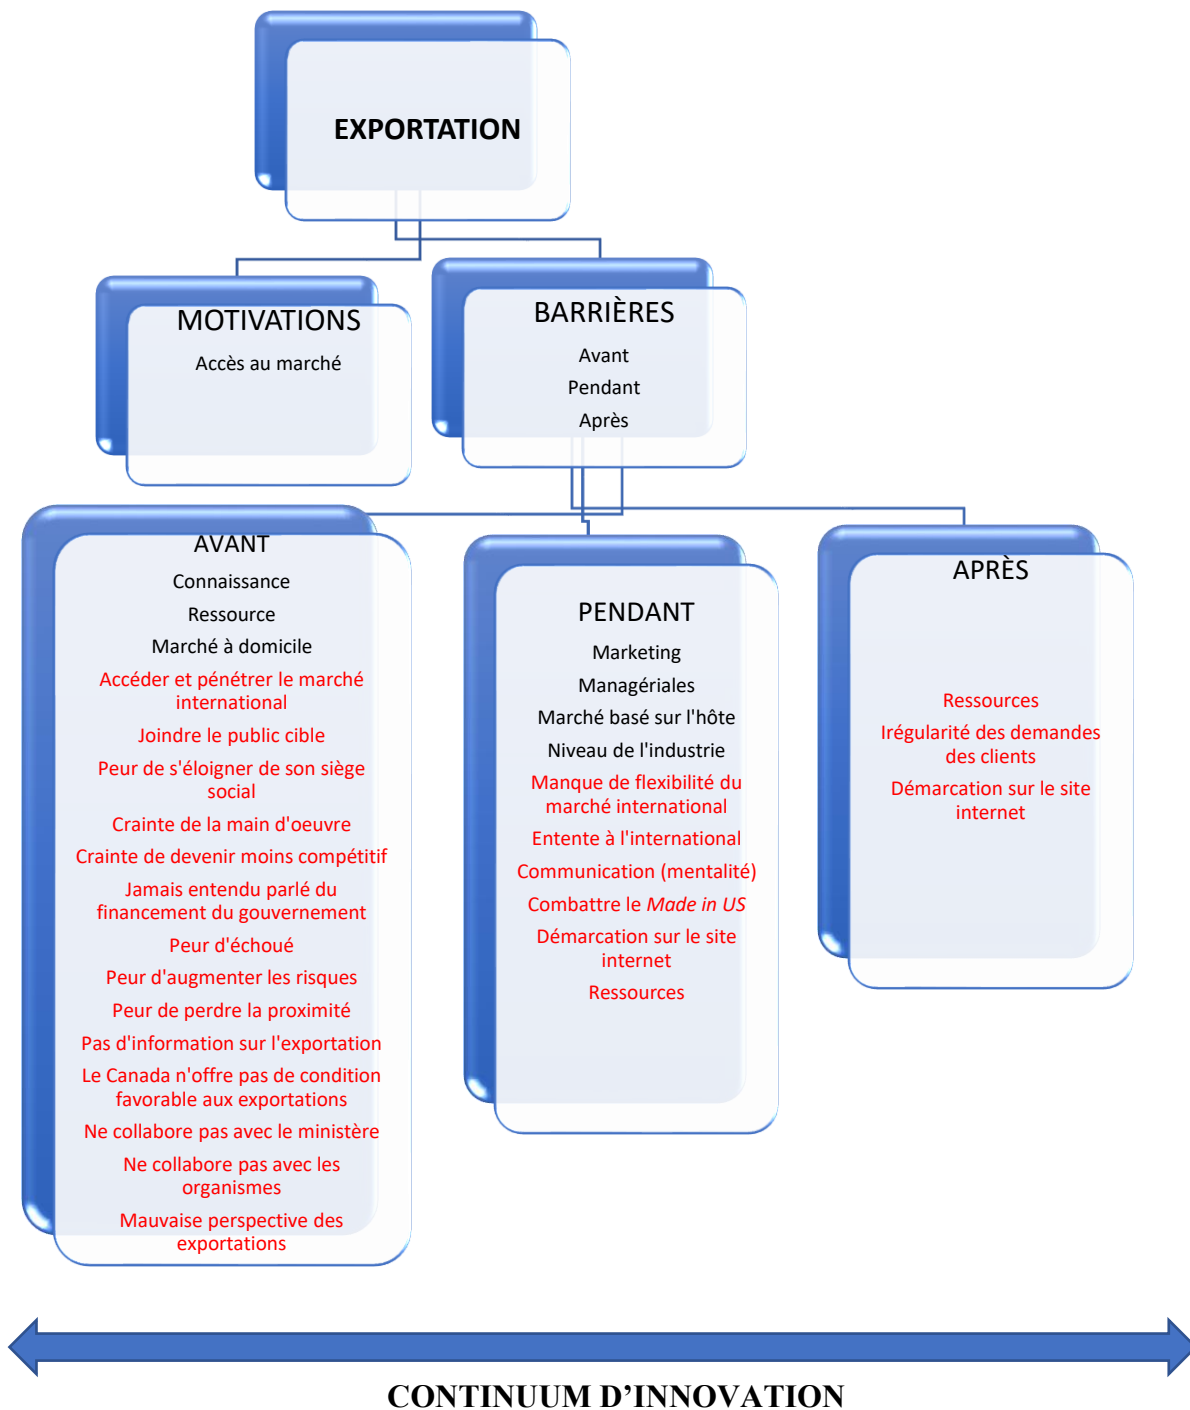 EXPORTATION
MOTIVATIONS
Accès au marché
BARRIÈRES
Avant
Pendant
Après
AVANT
Connaissance
Ressource
Marché à domicile
Accéder et pénétrer le marché
international
Joindre le public cible
Peur de s'éloigner de son siège
social
Crainte de la main d'oeuvre
Crainte de devenir moins compétitif
Jamais entendu parlé du
financement du gouvernement
Peur d'échoué
Peur d'augmenter les risques
Peur de perdre la proximité
Pas d'information sur l'exportation
Le Canada n'offre pas de condition
favorable aux exportations
Ne collabore pas avec le ministère
Ne collabore pas avec les
organismes
Mauvaise perspective des
exportations
PENDANT
Marketing
Managériales
Marché basé sur l'hôte
Niveau de l'industrie
Manque de flexibilité du
marché international
Entente à l'international
Communication (mentalité)
Combattre le Made in US
Démarcation sur le site
internet
Ressources
APRÈS
Ressources
Irégularité des demandes
des clients
Démarcation sur le site
internet
CONTINUUM D'INNOVATION